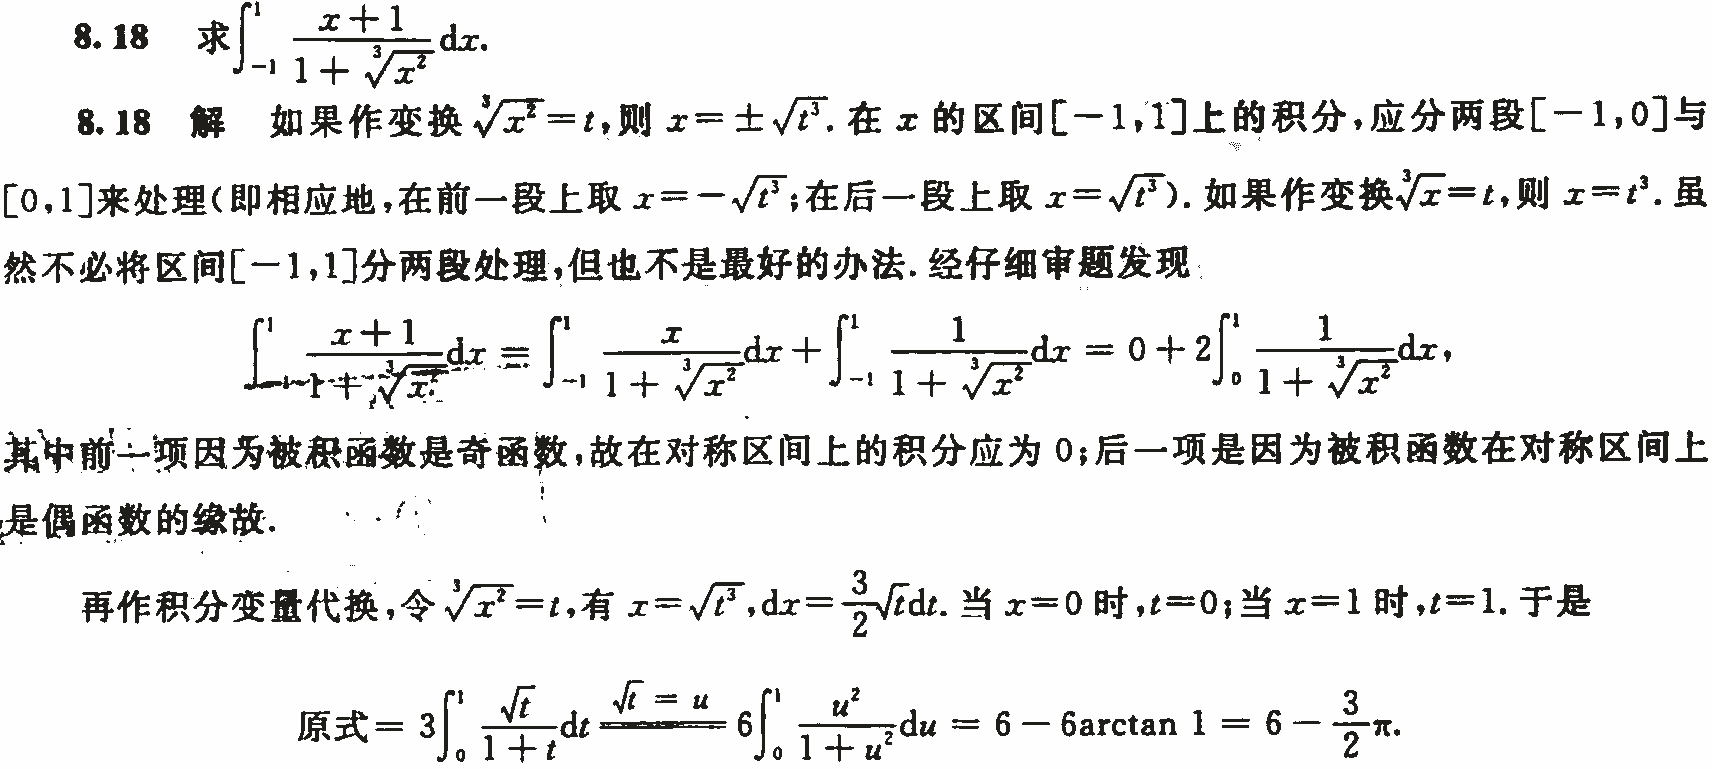 8.18 求$\int_{-1}^{1} \frac{x+1}{1+\sqrt[3]{x^2}} \mathrm{d}x$.
8.18 解 如果作变换$\sqrt[3]{x^2}=t$,则 $x=\pm\sqrt{t^3}$. 在 $x$ 的区间[-1,1]上的积分,应分两段[-1,0]与
[0,1]来处理(即相应地,在前一段上取 $x=-\sqrt{t^3}$;在后一段上取 $x=\sqrt{t^3}$). 如果作变换$\sqrt[3]{x}=t$,则 $x=t^3$. 虽
然不必将区间[-1,1]分两段处理,但也不是最好的办法. 经仔细审题发现
$\int_{-1}^{1} \frac{x+1}{1+\sqrt[3]{x^2}} \mathrm{d}x = \int_{-1}^{1} \frac{x}{1+\sqrt[3]{x^2}} \mathrm{d}x + \int_{-1}^{1} \frac{1}{1+\sqrt[3]{x^2}} \mathrm{d}x = 0 + 2\int_{0}^{1} \frac{1}{1+\sqrt[3]{x^2}} \mathrm{d}x$,
其中前一项因为被积函数是奇函数,故在对称区间上的积分应为 0;后一项是因为被积函数在对称区间上
是偶函数的缘故.
再作积分变量代换,令$\sqrt[3]{x^2}=t$,有 $x=\sqrt{t^3}$,$\mathrm{d}x=\frac{3}{2}\sqrt{t}\mathrm{d}t$. 当 $x=0$ 时,$t=0$;当 $x=1$ 时,$t=1$. 于是
原式$= 3\int_{0}^{1} \frac{\sqrt{t}}{1+t} \mathrm{d}t \xlongequal{\sqrt{t}=u} 6\int_{0}^{1} \frac{u^2}{1+u^2} \mathrm{d}u = 6 - 6\arctan 1 = 6 - \frac{3}{2}\pi$.